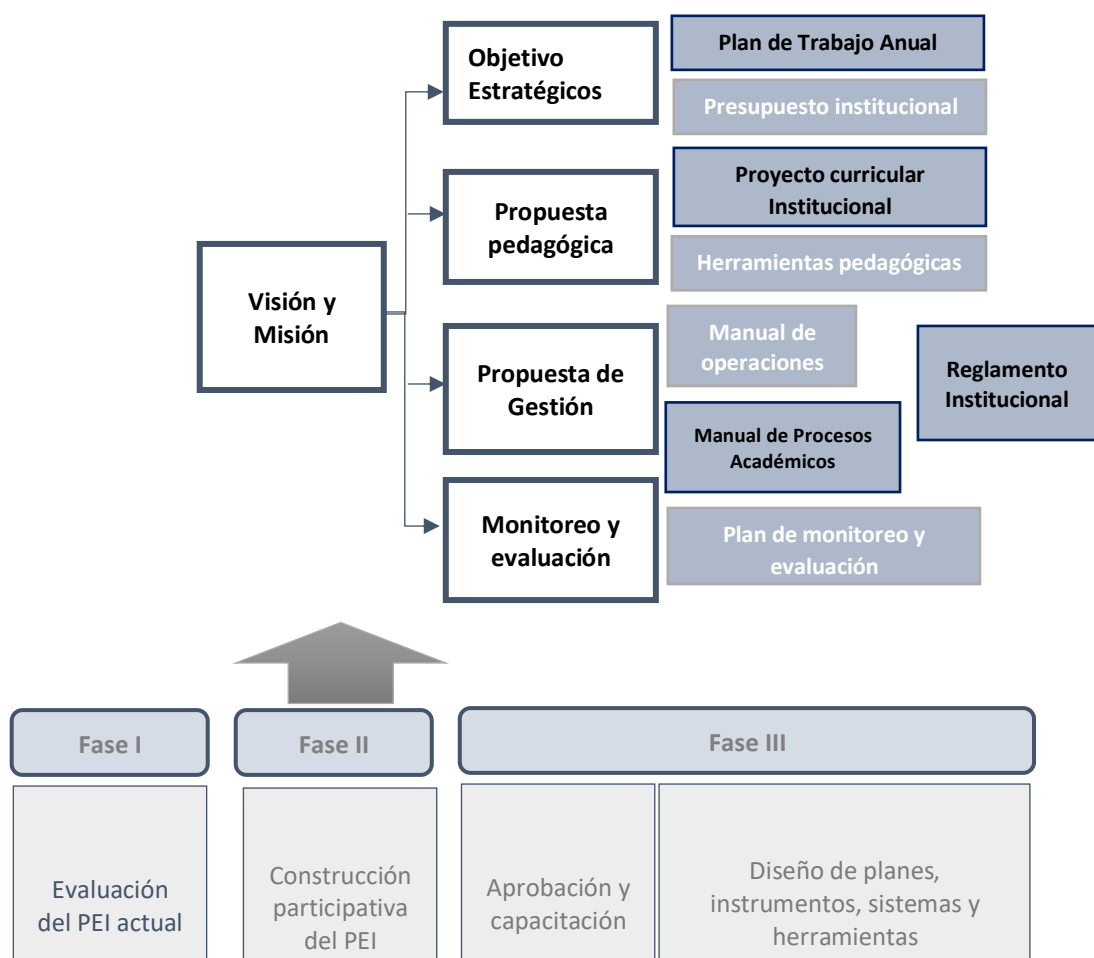 Objetivo
Estratégicos
Plan de Trabajo Anual
Presupuesto institucional
Propuesta
pedagógica
Proyecto curricular
Institucional
Herramientas pedagógicas
Visión y
Misión
Propuesta de
Gestión
Manual de
operaciones
Reglamento
Institucional
Manual de Procesos
Académicos
Monitoreo y
evaluación
Plan de monitoreo y
evaluación
Fase I
Fase II
Fase III
Evaluación
del PEI actual
Construcción
participativa
del PEI
Aprobación y
capacitación
Diseño de planes,
instrumentos, sistemas y
herramientas